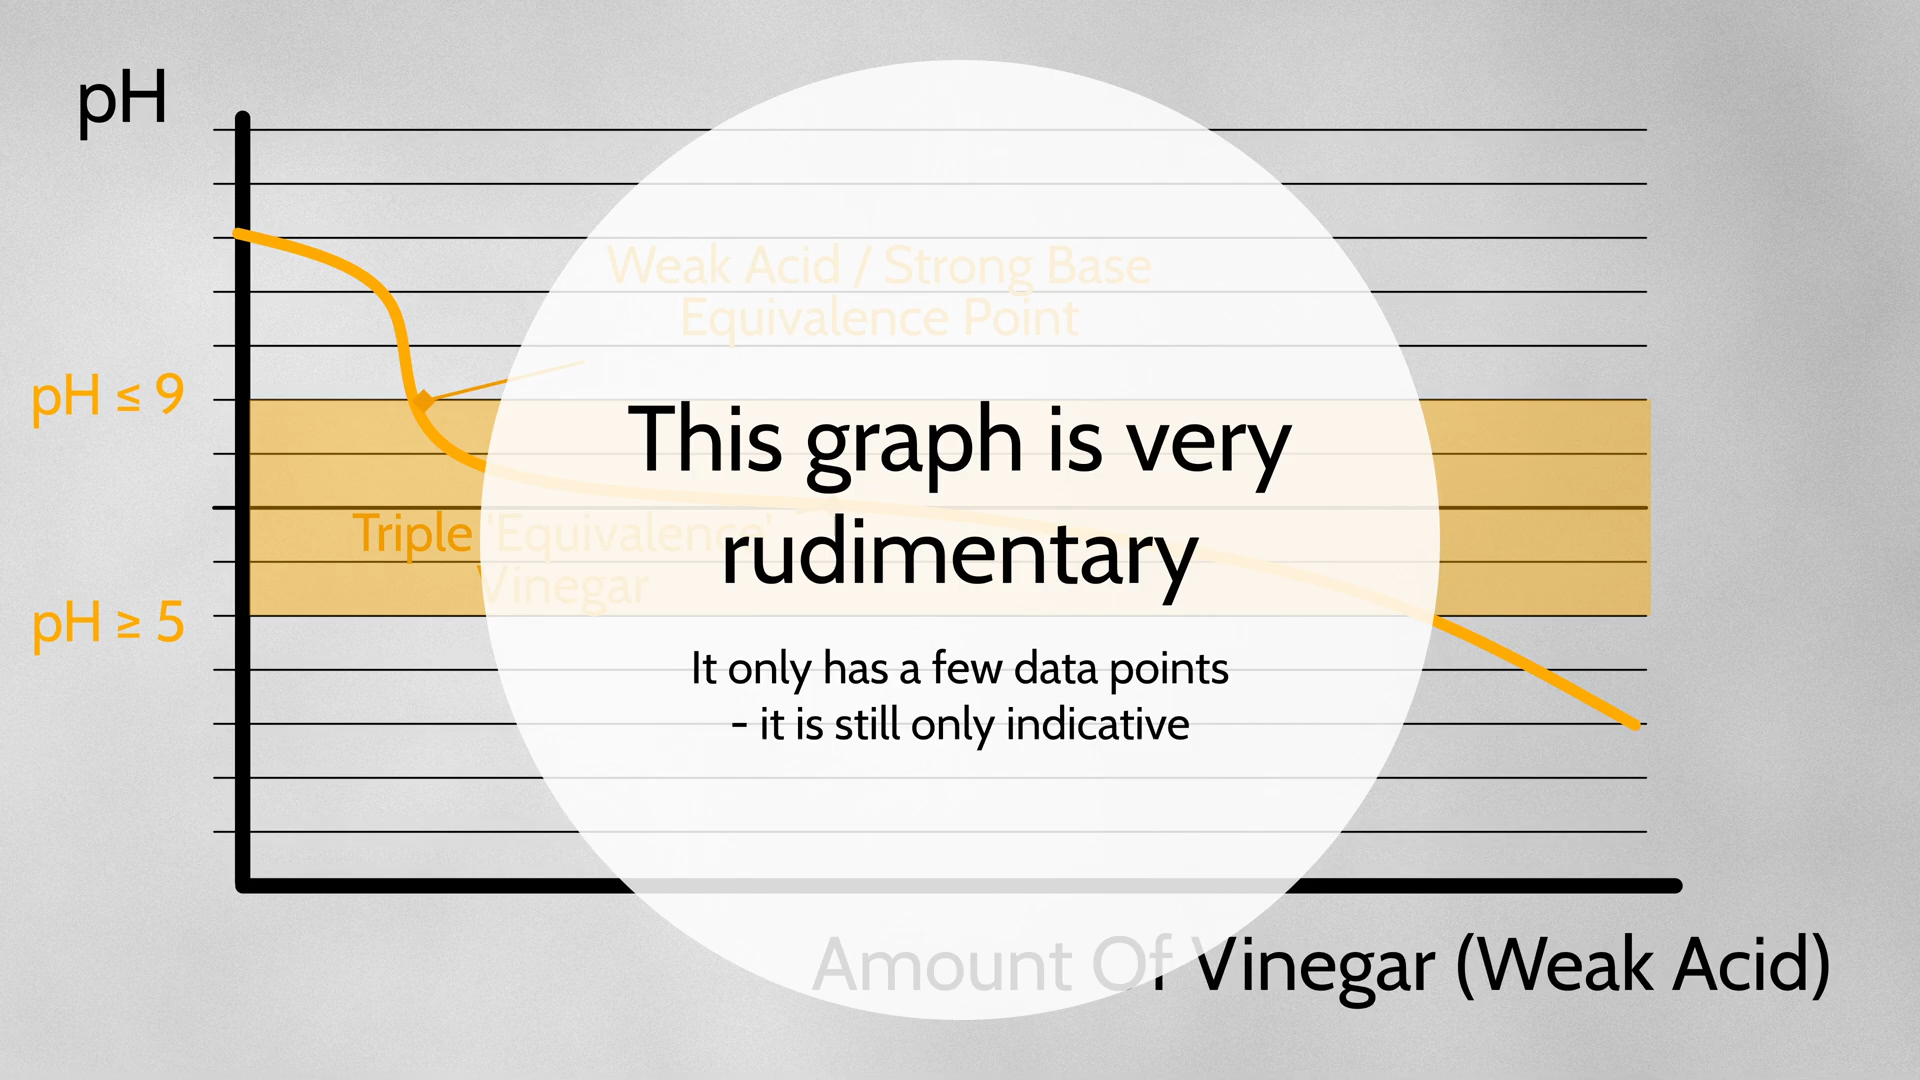 pH
Weak Acid / Strong Base
Equivalence Point
pH ≤ 9
This graph is very
rudimentary
Triple 'Equivalence'
Vinegar
pH ≥ 5
It only has a few data points
- it is still only indicative
Amount Of Vinegar (Weak Acid)